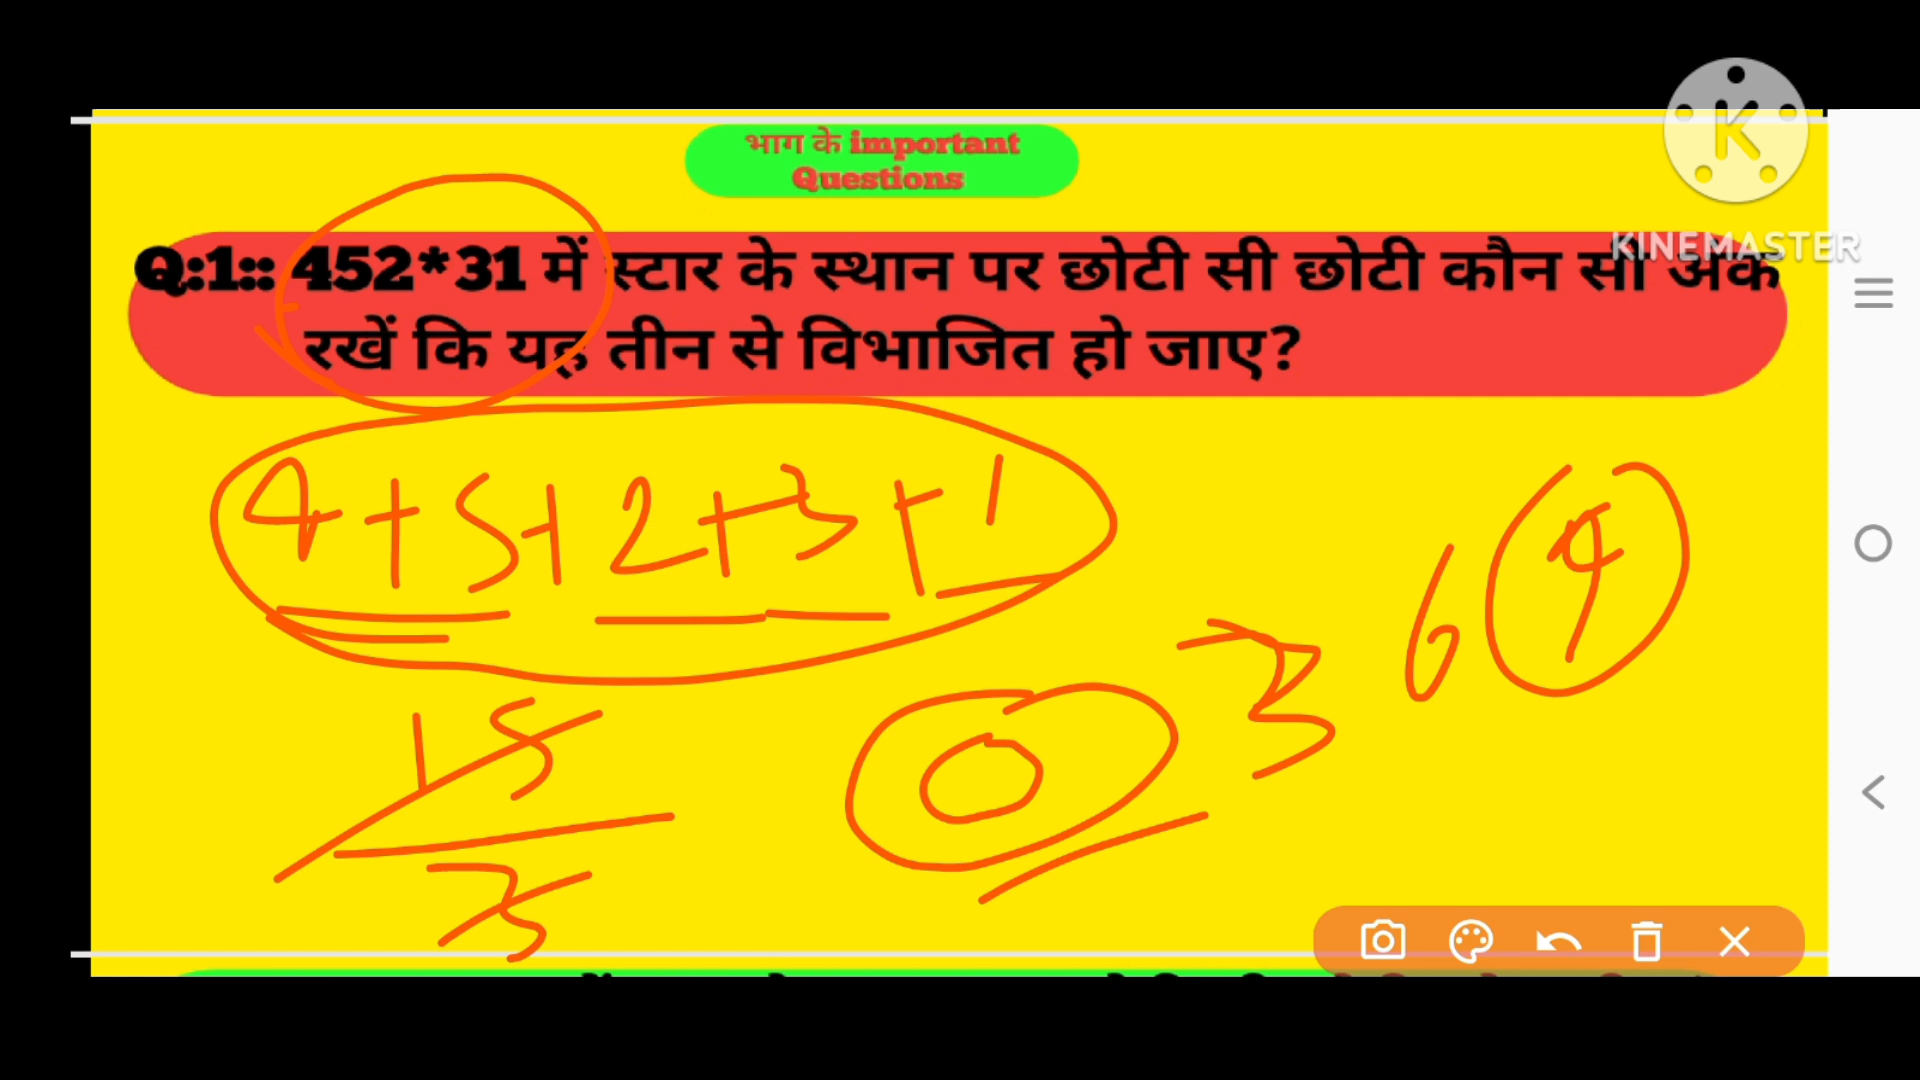 भाग के important
Questions
Q:1:: 452*31 में स्टार के स्थान पर छोटी सी छोटी कौन सी अंक
रखें कि यह तीन से विभाजित हो जाए?
KINEMASTER
4+5+2+3+1
15
3
0 3 6 9